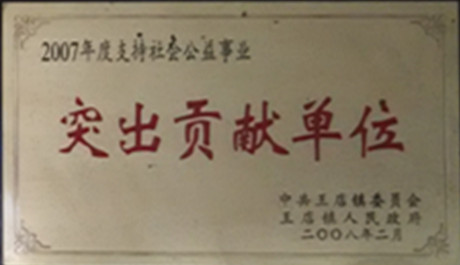 2007年度支持社会公益事业
突出贡献单位
中共王店镇委员会
王店镇人民政府
二〇〇八年二月